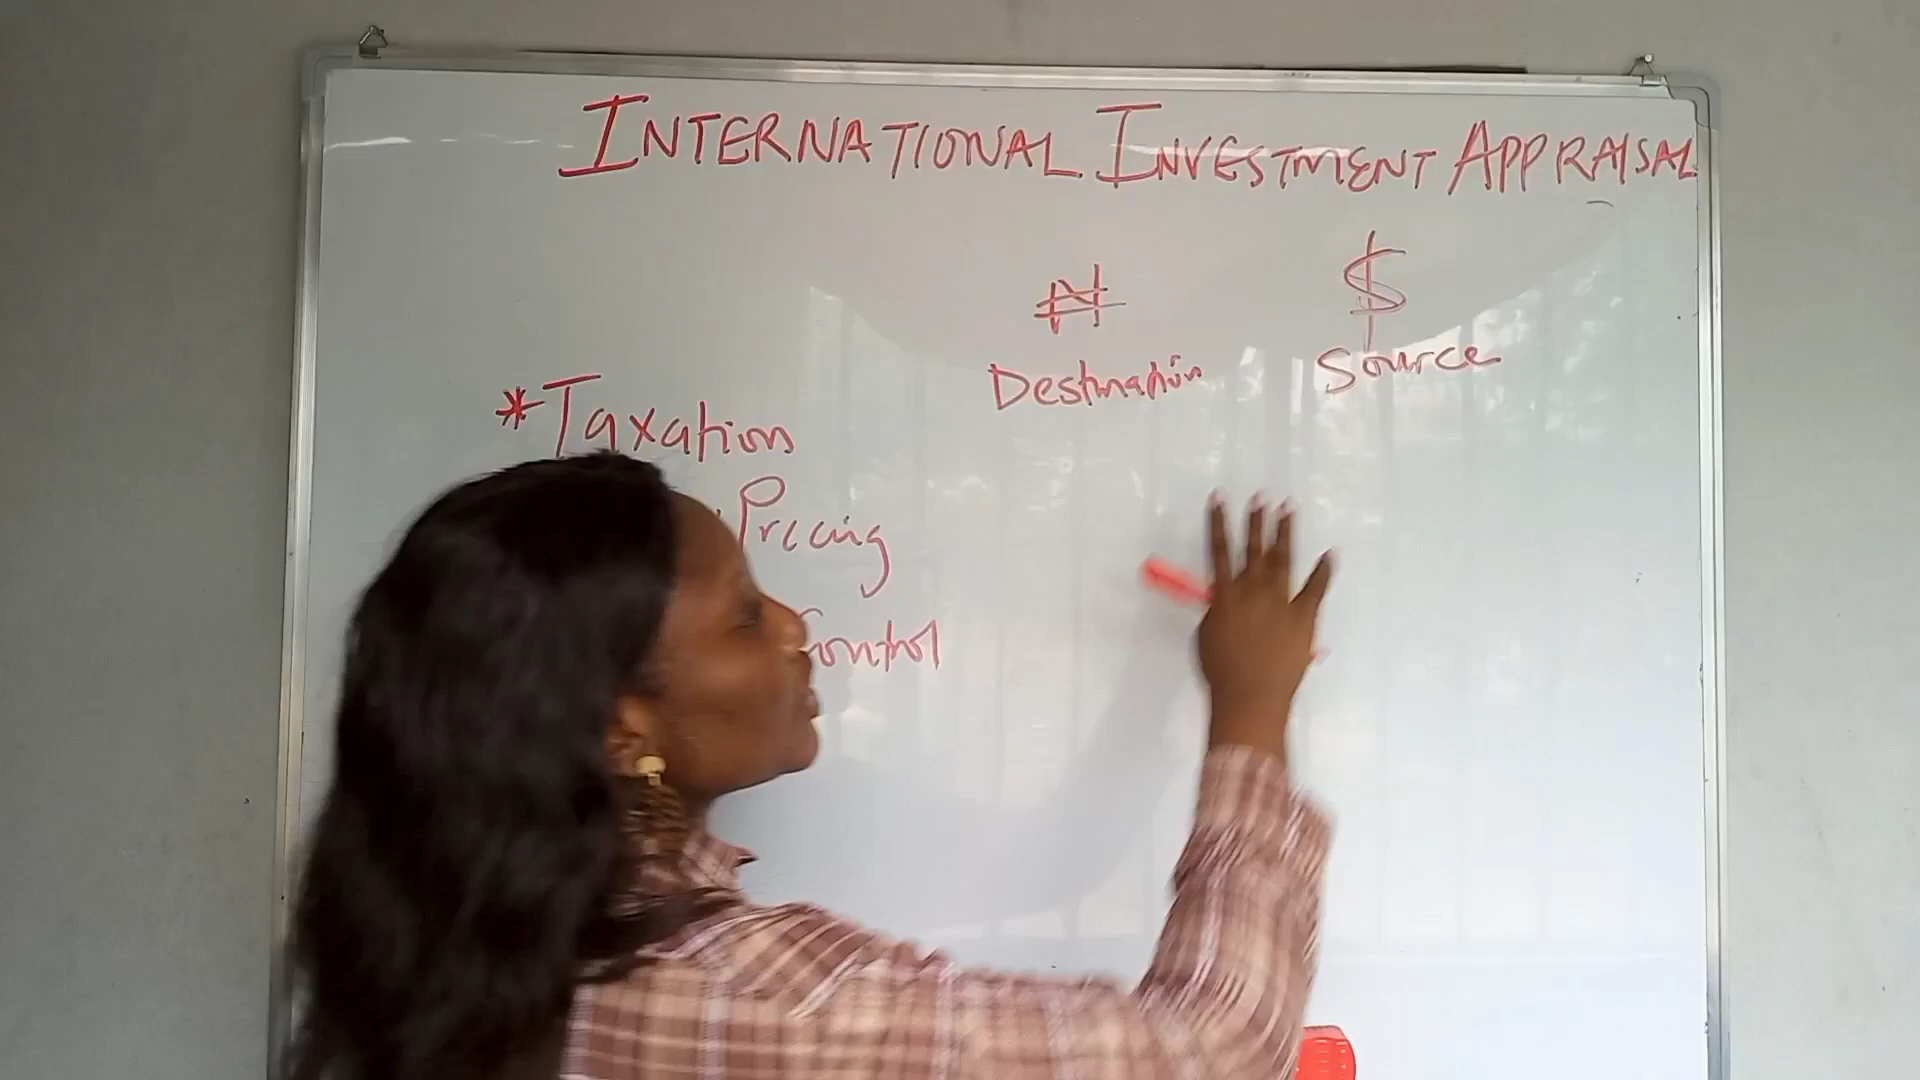 INTERNATIONAL INVESTMENT APPRAISAL
₦ $
Destination Source
*Taxation
Pricing
Control